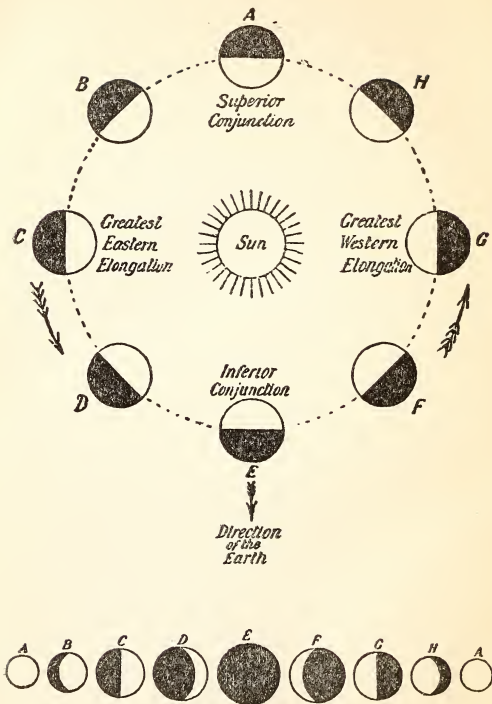 A
B
H
Superior
Conjunction
C
Greatest
Eastern
Elongation
Sun
Greatest
Western
Elongation
G
Inferior
Conjunction
D
F
E
Direction
of the
Earth
A B C D E F G H A